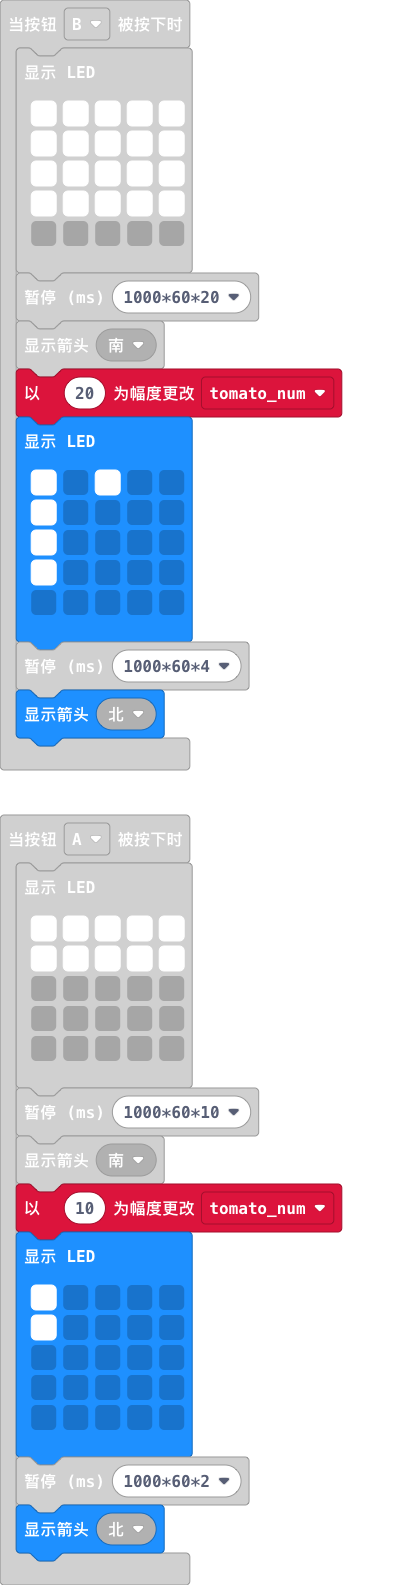 当按钮 B 被按下时
显示 LED
暂停 (ms) 1000*60*20
显示箭头 南
以 20 为幅度更改 tomato_num
显示 LED
暂停 (ms) 1000*60*4
显示箭头 北
当按钮 A 被按下时
显示 LED
暂停 (ms) 1000*60*10
显示箭头 南
以 10 为幅度更改 tomato_num
显示 LED
暂停 (ms) 1000*60*2
显示箭头 北